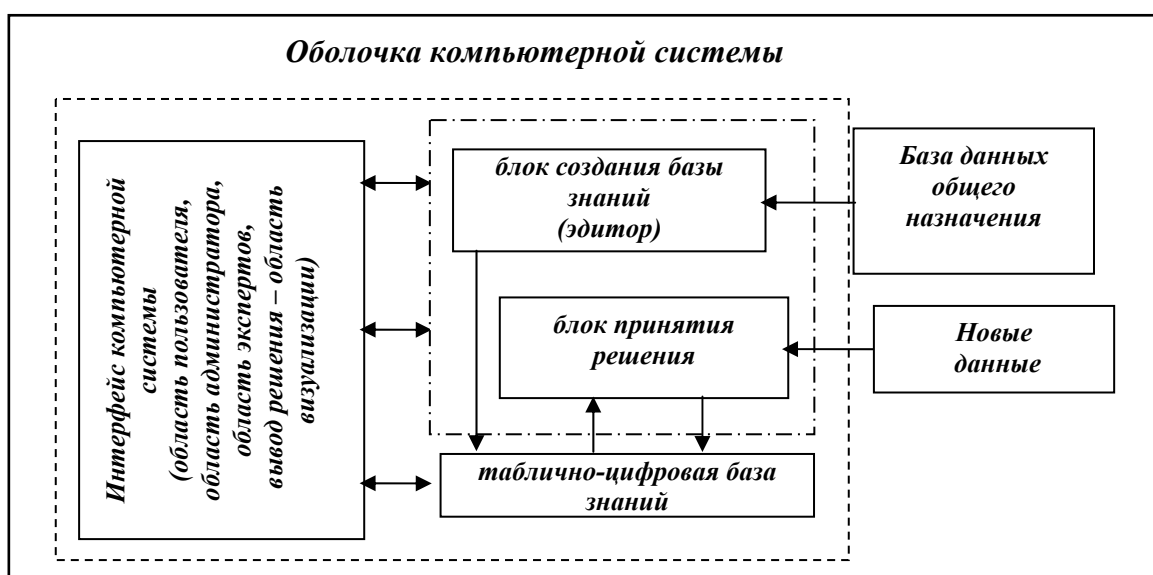 Оболочка компьютерной системы
Интерфейс компьютерной
системы
(область пользователя,
область администратора,
область экспертов,
вывод решения – область
визуализации)
блок создания базы
знаний
(эдитор)
блок принятия
решения
таблично-цифровая база
знаний
База данных
общего
назначения
Новые
данные